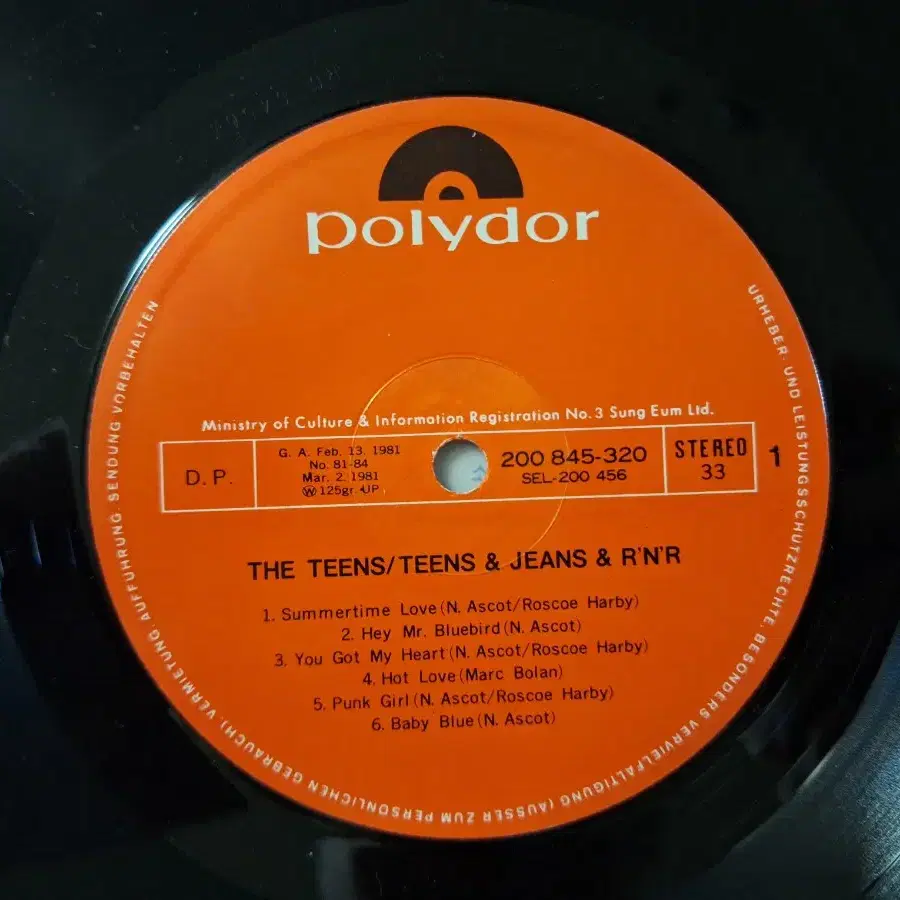 polydor
Ministry of Culture & Information Registration No. 3 Sung Eum Ltd.
D. P.
G. A. Feb. 13. 1981
No. 81-84
Mar. 2. 1981
Ⓦ 125gr. UP
200 845-320
SEL-200 456
STEREO
33
1
THE TEENS/TEENS & JEANS & R'N'R
1. Summertime Love (N. Ascot/Roscoe Harby)
2. Hey Mr. Bluebird (N. Ascot)
3. You Got My Heart (N. Ascot/Roscoe Harby)
4. Hot Love (Marc Bolan)
5. Punk Girl (N. Ascot/Roscoe Harby)
6. Baby Blue (N. Ascot)
URHEBER- UND LEISTUNGSSCHUTZRECHTE, BESONDERS VERVIELFÄLTIGUNG (AUSSER ZUM PERSÖNLICHEN GEBRAUCH), VERMIETUNG, AUFFÜHRUNG, SENDUNG VORBEHALTEN